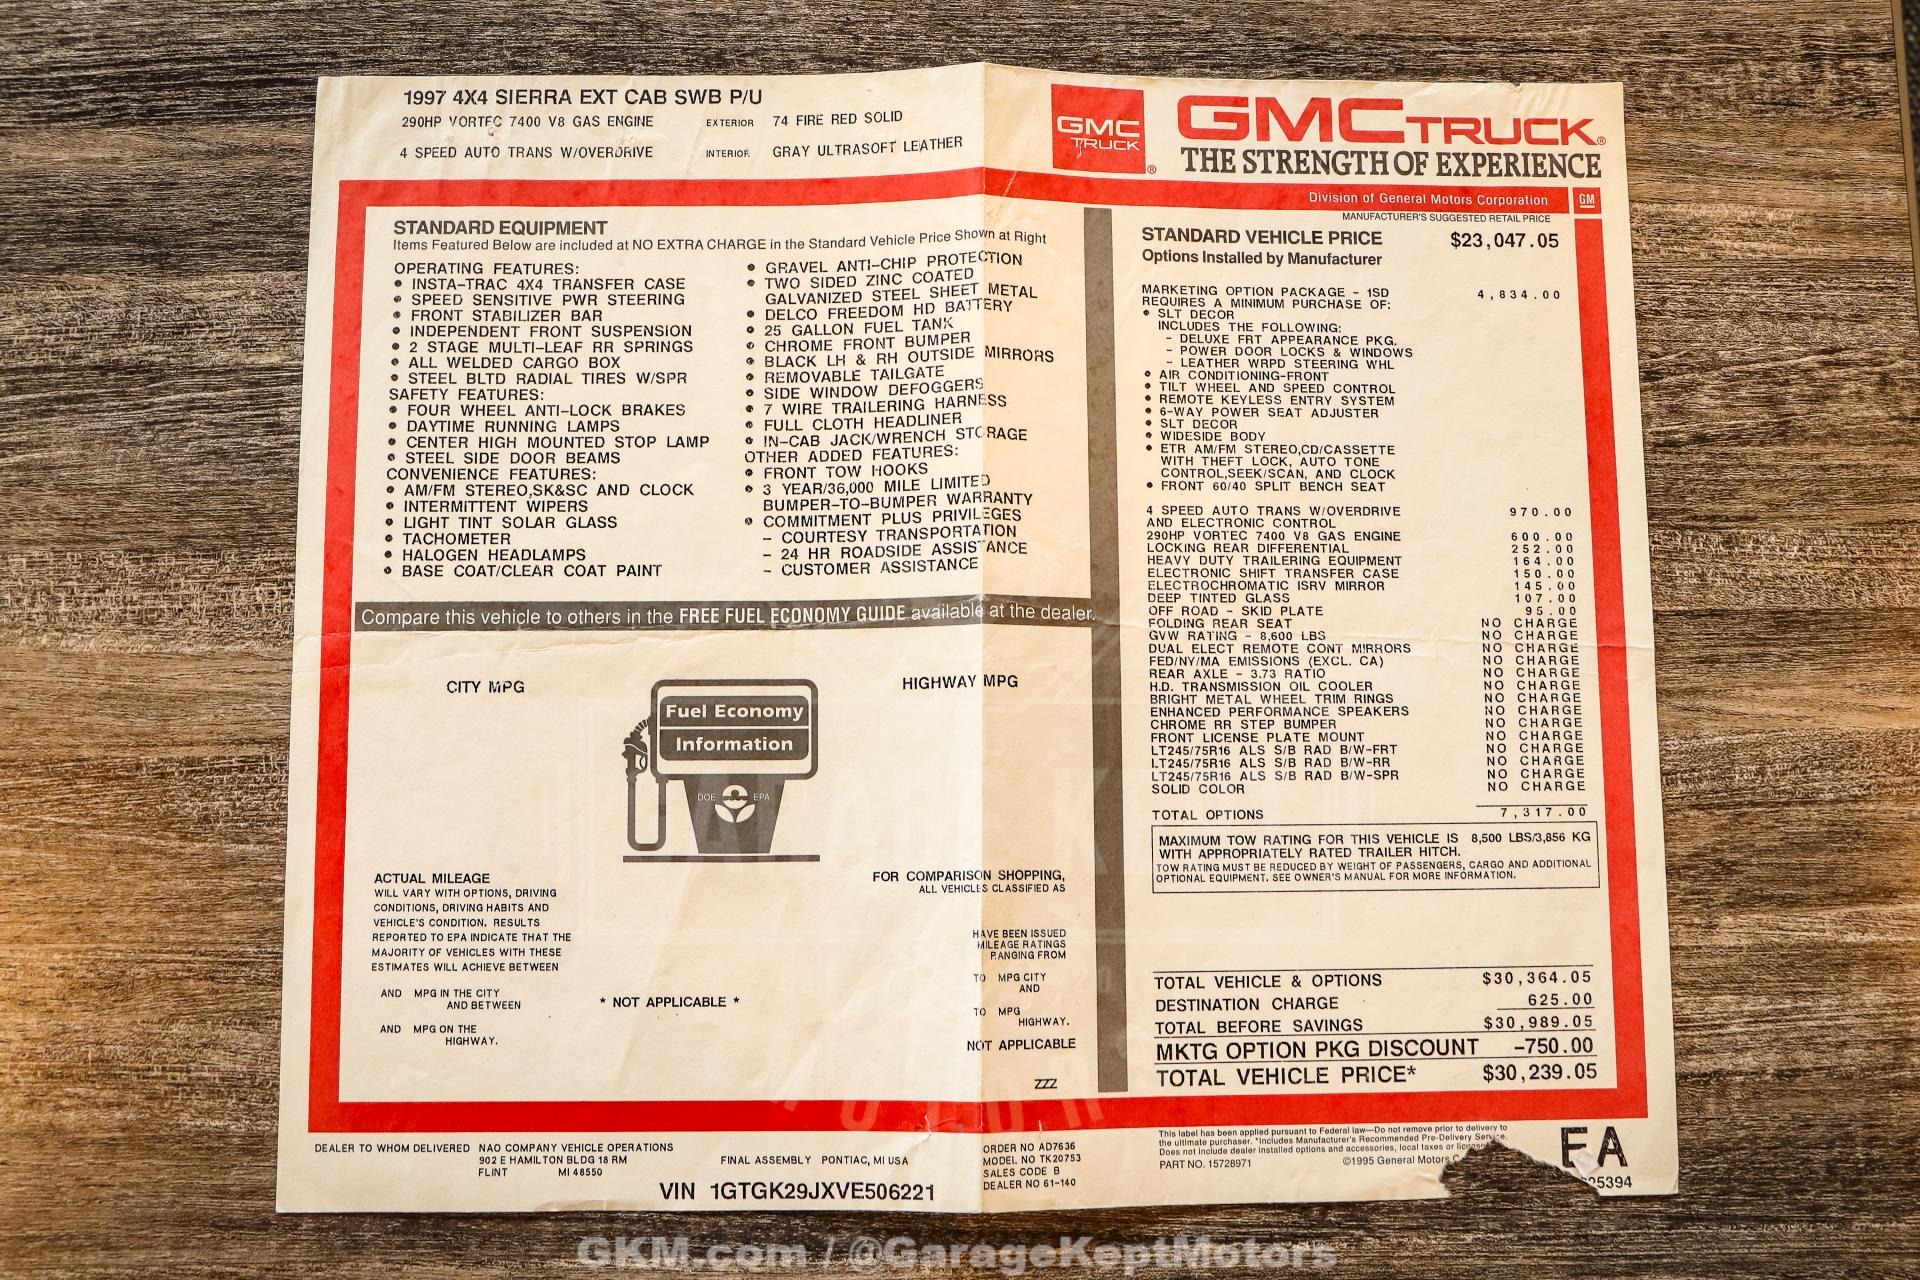 1997 4X4 SIERRA EXT CAB SWB P/U
290HP VORTEC 7400 V8 GAS ENGINE
EXTERIOR 74 FIRE RED SOLID
4 SPEED AUTO TRANS W/OVERDRIVE
INTERIOR GRAY ULTRASOFT LEATHER
GMC
TRUCK
®
GMC TRUCK®
THE STRENGTH OF EXPERIENCE
Division of General Motors Corporation
GM
STANDARD EQUIPMENT
Items Featured Below are included at NO EXTRA CHARGE in the Standard Vehicle Price Shown at Right
OPERATING FEATURES:
• INSTA-TRAC 4X4 TRANSFER CASE
• SPEED SENSITIVE PWR STEERING
• FRONT STABILIZER BAR
• INDEPENDENT FRONT SUSPENSION
• 2 STAGE MULTI-LEAF RR SPRINGS
• ALL WELDED CARGO BOX
• STEEL BLTD RADIAL TIRES W/SPR
SAFETY FEATURES:
• FOUR WHEEL ANTI-LOCK BRAKES
• DAYTIME RUNNING LAMPS
• CENTER HIGH MOUNTED STOP LAMP
• STEEL SIDE DOOR BEAMS
CONVENIENCE FEATURES:
• AM/FM STEREO,SK&SC AND CLOCK
• INTERMITTENT WIPERS
• LIGHT TINT SOLAR GLASS
• TACHOMETER
• HALOGEN HEADLAMPS
• BASE COAT/CLEAR COAT PAINT
• GRAVEL ANTI-CHIP PROTECTION
• TWO SIDED ZINC COATED
GALVANIZED STEEL SHEET METAL
• DELCO FREEDOM HD BATTERY
• 25 GALLON FUEL TANK
• CHROME FRONT BUMPER
• BLACK LH & RH OUTSIDE MIRRORS
• REMOVABLE TAILGATE
• SIDE WINDOW DEFOGGERS
• 7 WIRE TRAILERING HARNESS
• FULL CLOTH HEADLINER
• IN-CAB JACK/WRENCH STORAGE
OTHER ADDED FEATURES:
• FRONT TOW HOOKS
• 3 YEAR/36,000 MILE LIMITED
BUMPER-TO-BUMPER WARRANTY
• COMMITMENT PLUS PRIVILEGES
- COURTESY TRANSPORTATION
- 24 HR ROADSIDE ASSISTANCE
- CUSTOMER ASSISTANCE
Compare this vehicle to others in the FREE FUEL ECONOMY GUIDE available at the dealer.
CITY MPG
HIGHWAY MPG
Fuel Economy
Information
DOE EPA
ACTUAL MILEAGE
WILL VARY WITH OPTIONS, DRIVING
CONDITIONS, DRIVING HABITS AND
VEHICLE'S CONDITION. RESULTS
REPORTED TO EPA INDICATE THAT THE
MAJORITY OF VEHICLES WITH THESE
ESTIMATES WILL ACHIEVE BETWEEN
AND MPG IN THE CITY
AND BETWEEN
AND MPG ON THE
HIGHWAY.
* NOT APPLICABLE *
FOR COMPARISON SHOPPING,
ALL VEHICLES CLASSIFIED AS
HAVE BEEN ISSUED
MILEAGE RATINGS
RANGING FROM
TO MPG CITY
AND
TO MPG
HIGHWAY.
NOT APPLICABLE
ZZZ
MANUFACTURER'S SUGGESTED RETAIL PRICE
STANDARD VEHICLE PRICE $23,047.05
Options Installed by Manufacturer
MARKETING OPTION PACKAGE - 1SD 4,834.00
REQUIRES A MINIMUM PURCHASE OF:
• SLT DECOR
INCLUDES THE FOLLOWING:
- DELUXE FRT APPEARANCE PKG.
- POWER DOOR LOCKS & WINDOWS
- LEATHER WRPD STEERING WHL
• AIR CONDITIONING-FRONT
• TILT WHEEL AND SPEED CONTROL
• REMOTE KEYLESS ENTRY SYSTEM
• 6-WAY POWER SEAT ADJUSTER
• SLT DECOR
• WIDESIDE BODY
• ETR AM/FM STEREO,CD/CASSETTE
WITH THEFT LOCK, AUTO TONE
CONTROL,SEEK/SCAN, AND CLOCK
• FRONT 60/40 SPLIT BENCH SEAT
4 SPEED AUTO TRANS W/OVERDRIVE 970.00
AND ELECTRONIC CONTROL
290HP VORTEC 7400 V8 GAS ENGINE 600.00
LOCKING REAR DIFFERENTIAL 252.00
HEAVY DUTY TRAILERING EQUIPMENT 164.00
ELECTRONIC SHIFT TRANSFER CASE 150.00
ELECTROCHROMATIC ISRV MIRROR 145.00
DEEP TINTED GLASS 107.00
OFF ROAD - SKID PLATE 95.00
FOLDING REAR SEAT NO CHARGE
GVW RATING - 8,600 LBS NO CHARGE
DUAL ELECT REMOTE CONT MIRRORS NO CHARGE
FED/NY/MA EMISSIONS (EXCL. CA) NO CHARGE
REAR AXLE - 3.73 RATIO NO CHARGE
H.D. TRANSMISSION OIL COOLER NO CHARGE
BRIGHT METAL WHEEL TRIM RINGS NO CHARGE
ENHANCED PERFORMANCE SPEAKERS NO CHARGE
CHROME RR STEP BUMPER NO CHARGE
FRONT LICENSE PLATE MOUNT NO CHARGE
LT245/75R16 ALS S/B RAD B/W-FRT NO CHARGE
LT245/75R16 ALS S/B RAD B/W-RR NO CHARGE
LT245/75R16 ALS S/B RAD B/W-SPR NO CHARGE
SOLID COLOR NO CHARGE
TOTAL OPTIONS 7,317.00
MAXIMUM TOW RATING FOR THIS VEHICLE IS 8,500 LBS/3,856 KG
WITH APPROPRIATELY RATED TRAILER HITCH.
TOW RATING MUST BE REDUCED BY WEIGHT OF PASSENGERS, CARGO AND ADDITIONAL
OPTIONAL EQUIPMENT. SEE OWNER'S MANUAL FOR MORE INFORMATION.
TOTAL VEHICLE & OPTIONS $30,364.05
DESTINATION CHARGE 625.00
TOTAL BEFORE SAVINGS $30,989.05
MKTG OPTION PKG DISCOUNT -750.00
TOTAL VEHICLE PRICE* $30,239.05
DEALER TO WHOM DELIVERED NAO COMPANY VEHICLE OPERATIONS
902 E HAMILTON BLDG 18 RM
FLINT MI 48550
FINAL ASSEMBLY PONTIAC, MI USA
VIN 1GTGK29JXVE506221
ORDER NO AD7636
MODEL NO TK20753
SALES CODE B
DEALER NO 61-140
This label has been applied pursuant to Federal law—Do not remove prior to delivery to
the ultimate purchaser. *Includes Manufacturer's Recommended Pre-Delivery Service.
Does not include dealer installed options and accessories, local taxes or license
PART NO. 15728971
©1995 General Motors
EA
5394
GKM.com / @GarageKeptMotors